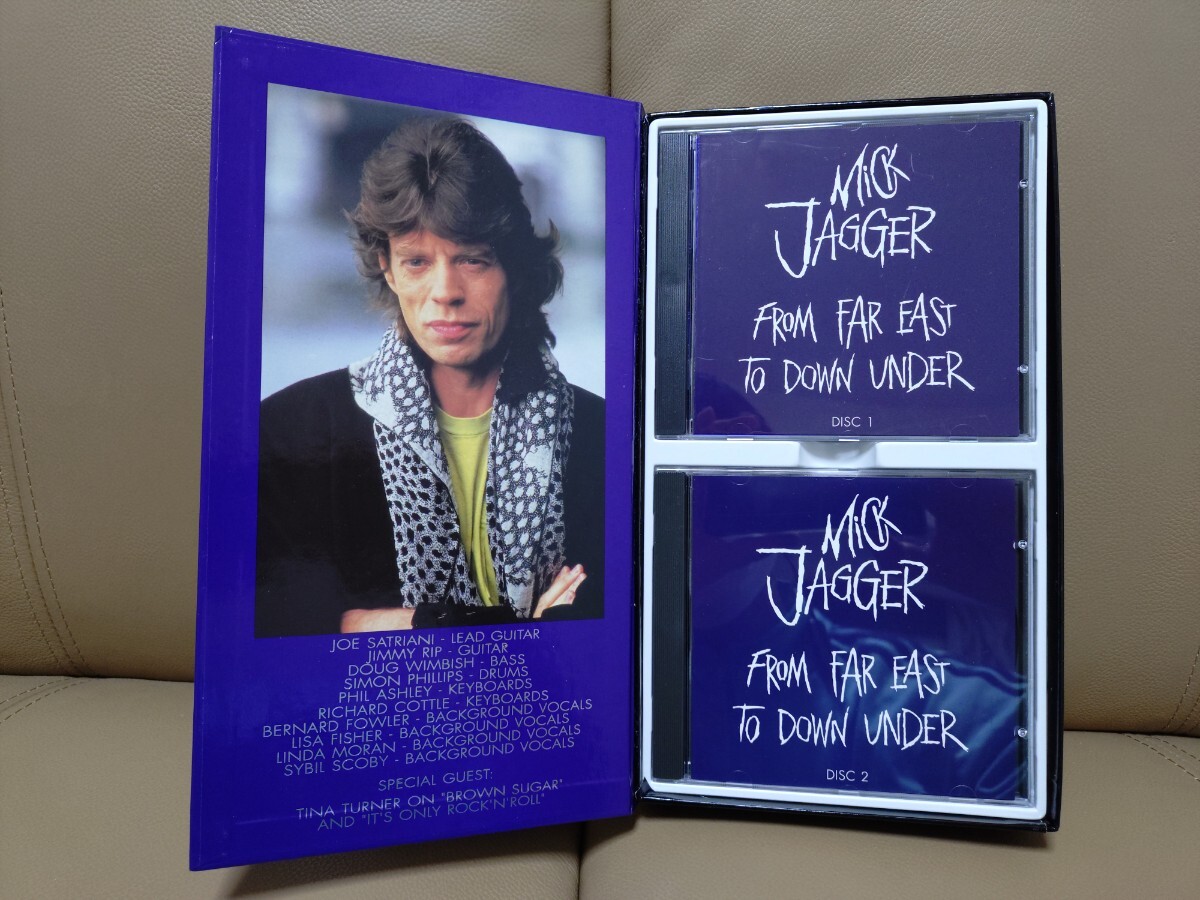 JOE SATRIANI - LEAD GUITAR
JIMMY RIP - GUITAR
DOUG WIMBISH - BASS
SIMON PHILLIPS - DRUMS
PHIL ASHLEY - KEYBOARDS
RICHARD COTTLE - KEYBOARDS
BERNARD FOWLER - BACKGROUND VOCALS
LISA FISHER - BACKGROUND VOCALS
LINDA MORAN - BACKGROUND VOCALS
SYBIL SCOBY - BACKGROUND VOCALS
SPECIAL GUEST:
TINA TURNER ON "BROWN SUGAR"
AND "IT'S ONLY ROCK'N'ROLL"
MiCK
JAGGER
FROM FAR EAST
TO DOWN UNDER
DISC 1
MiCK
JAGGER
FROM FAR EAST
TO DOWN UNDER
DISC 2